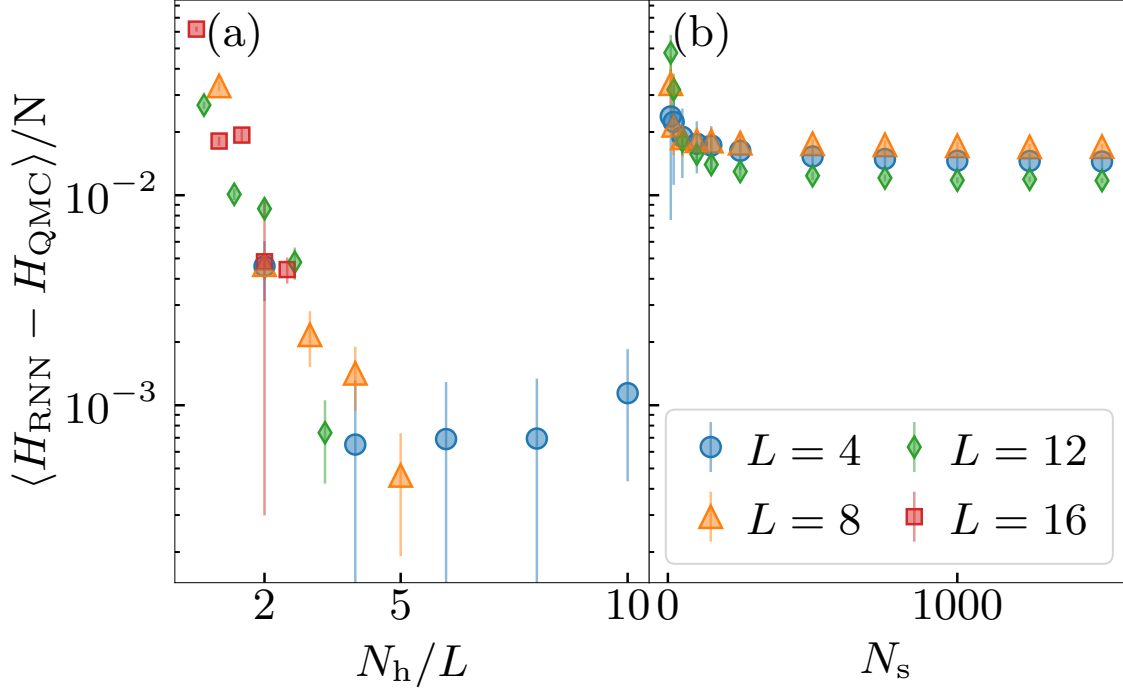 (a)
(b)
⟨H_RNN − H_QMC⟩/N
10⁻²
10⁻³
2
5
10
0
1000
N_h/L
N_s
L = 4
L = 12
L = 8
L = 16